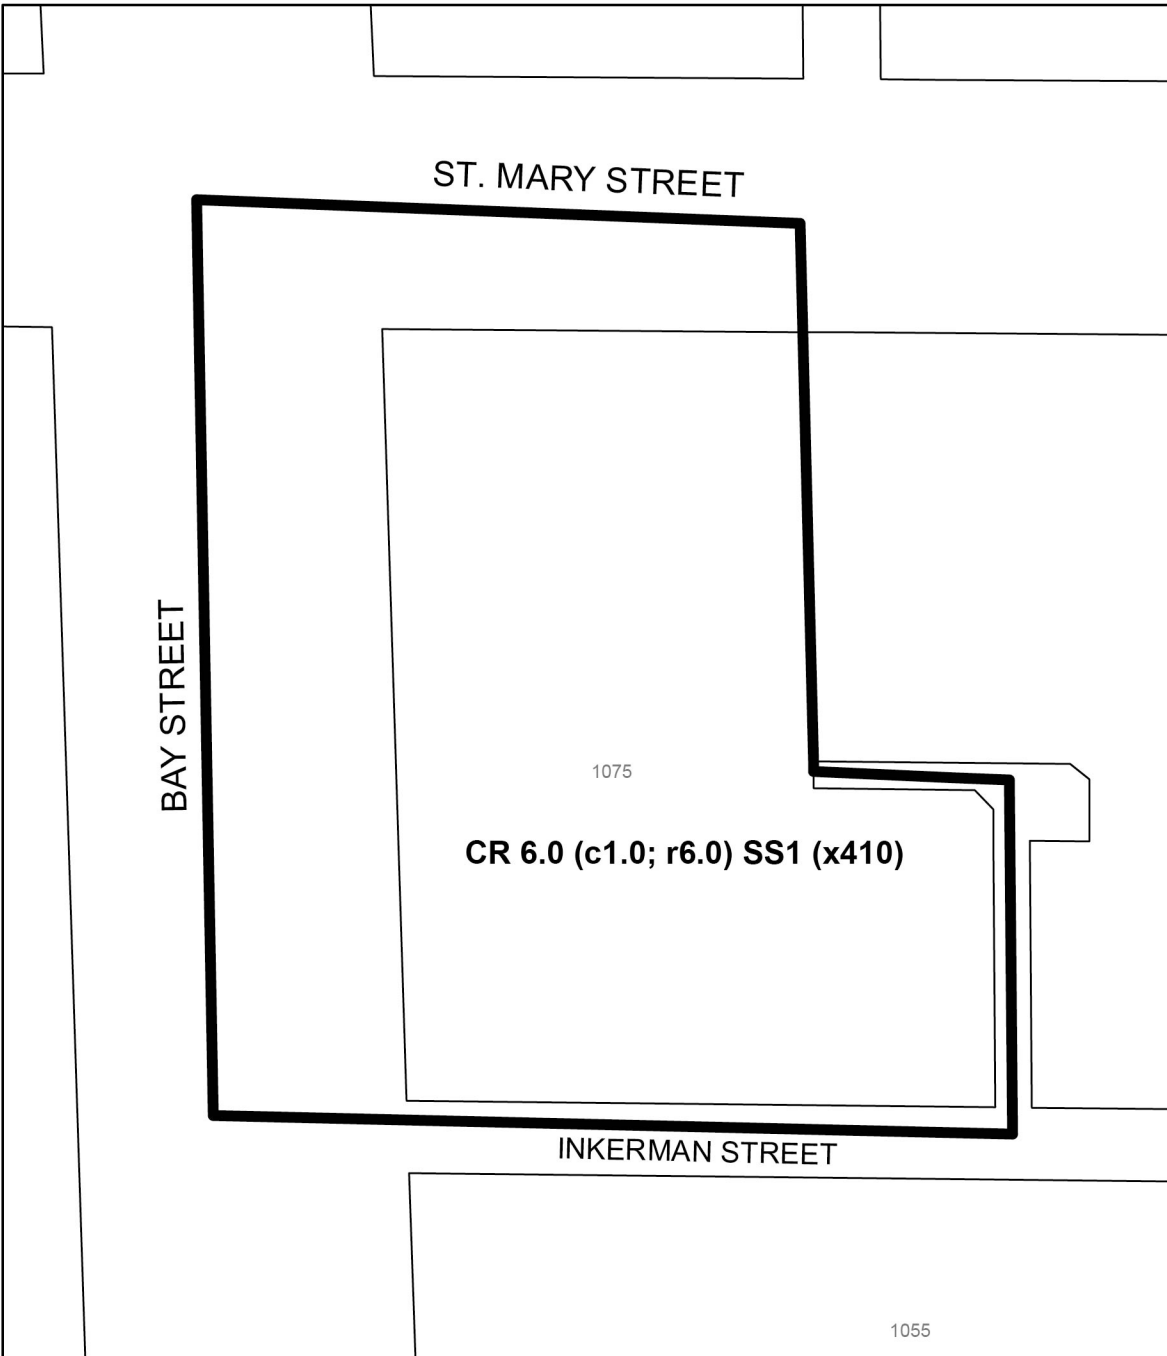 ST. MARY STREET
BAY STREET
1075
CR 6.0 (c1.0; r6.0) SS1 (x410)
INKERMAN STREET
1055